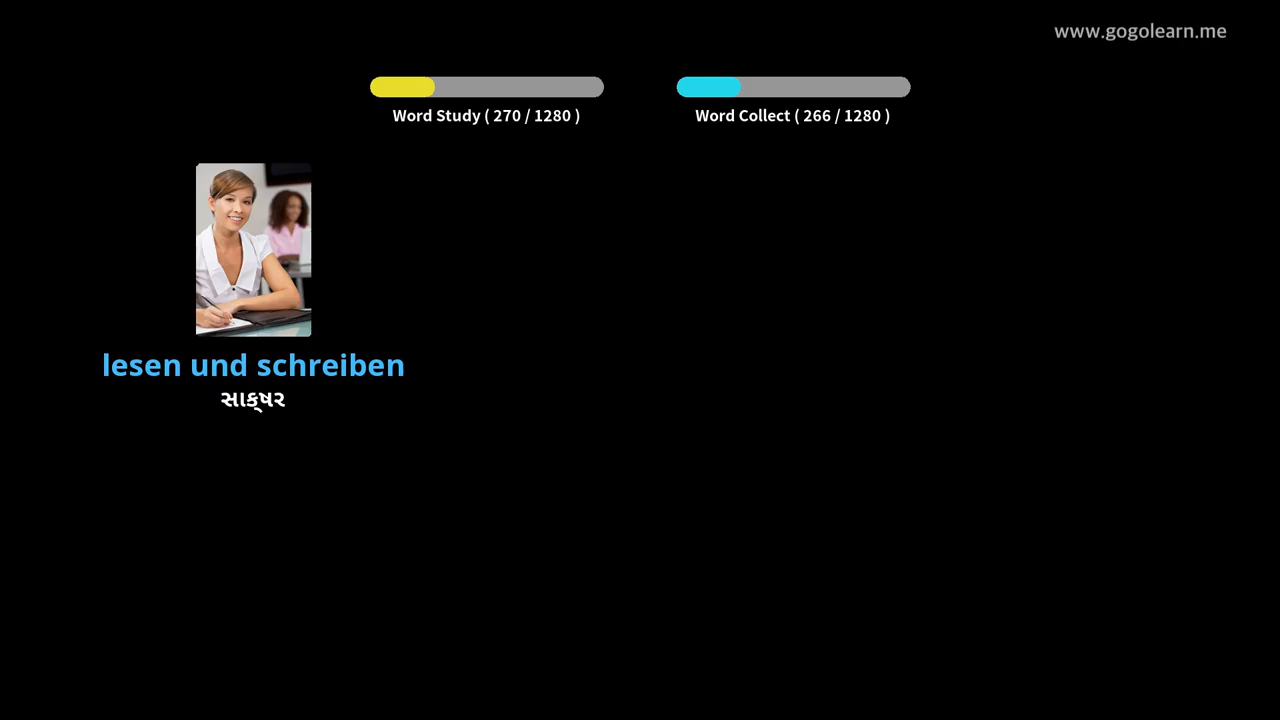 www.gogolearn.me
Word Study ( 270 / 1280 )
Word Collect ( 266 / 1280 )
lesen und schreiben
સાક્ષર